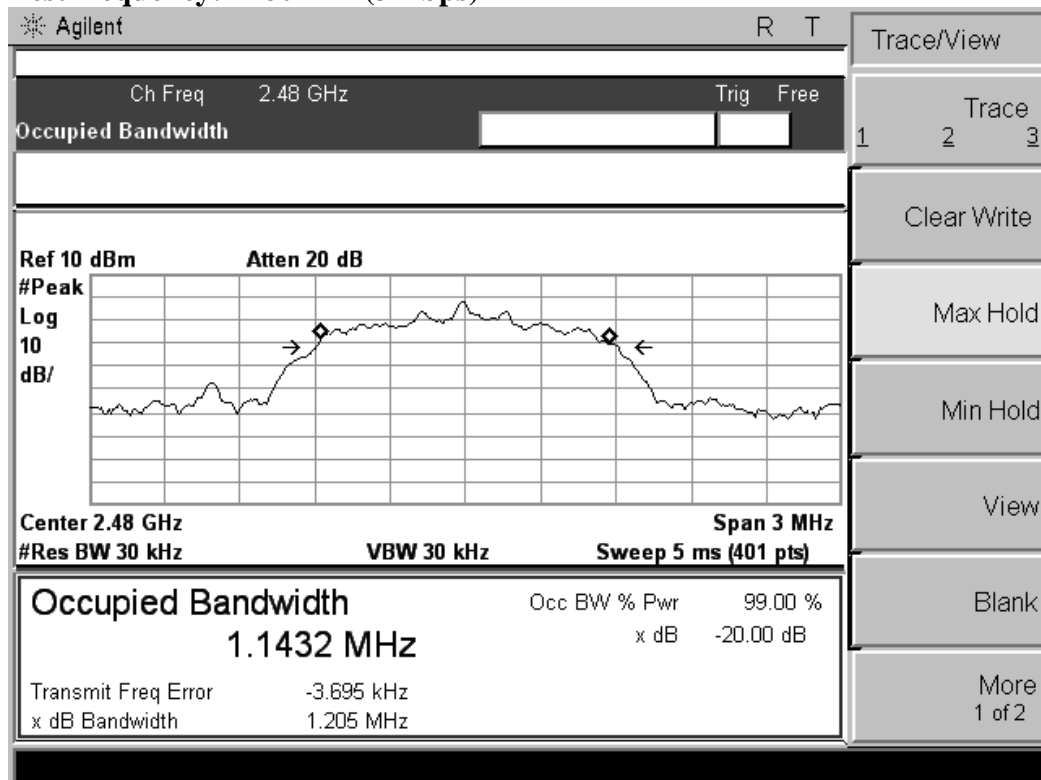 Agilent R T
Trace/View
Ch Freq 2.48 GHz Trig Free
Occupied Bandwidth
Trace
1 2 3
Clear Write
Max Hold
Min Hold
View
Blank
More
1 of 2
Ref 10 dBm Atten 20 dB
#Peak
Log
10
dB/
Center 2.48 GHz Span 3 MHz
#Res BW 30 kHz VBW 30 kHz Sweep 5 ms (401 pts)
Occupied Bandwidth
1.1432 MHz
Occ BW % Pwr 99.00 %
x dB -20.00 dB
Transmit Freq Error -3.695 kHz
x dB Bandwidth 1.205 MHz